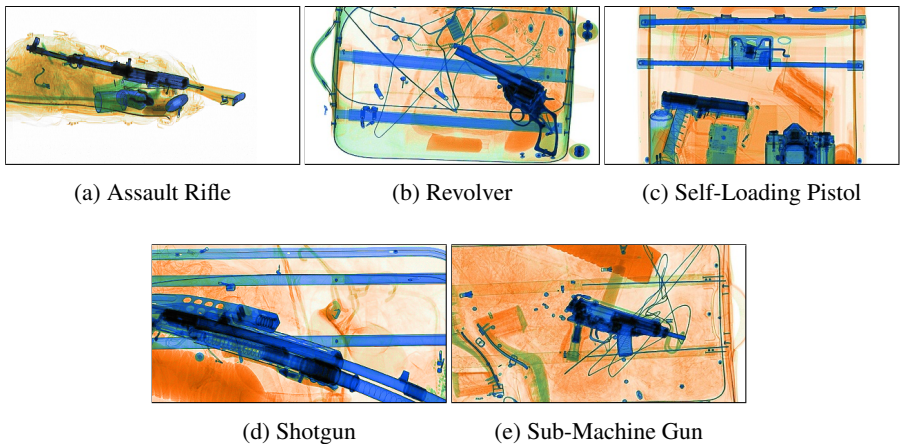 (a) Assault Rifle
(b) Revolver
(c) Self-Loading Pistol
(d) Shotgun
(e) Sub-Machine Gun